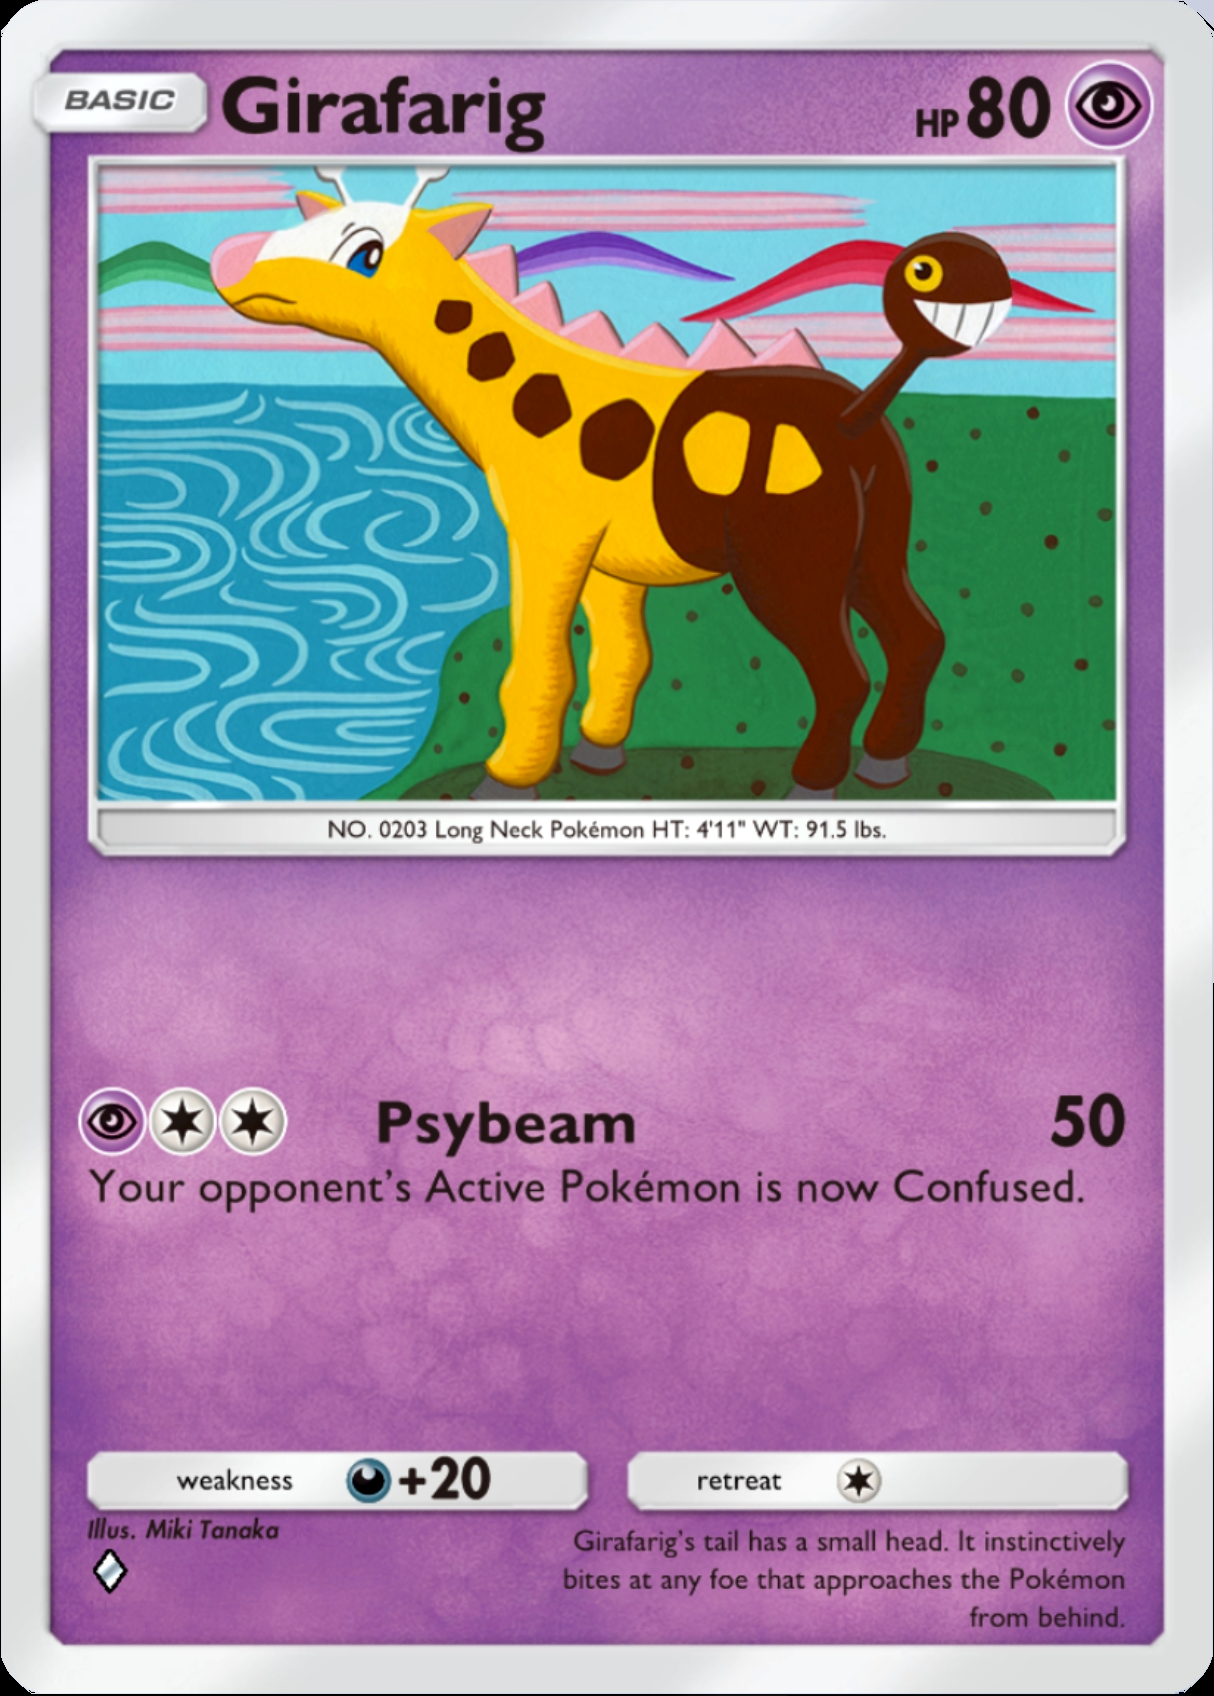 BASIC Girafarig HP 80
NO. 0203 Long Neck Pokémon HT: 4'11" WT: 91.5 lbs.
Psybeam 50
Your opponent's Active Pokémon is now Confused.
weakness +20 retreat
Illus. Miki Tanaka
Girafarig's tail has a small head. It instinctively
bites at any foe that approaches the Pokémon
from behind.